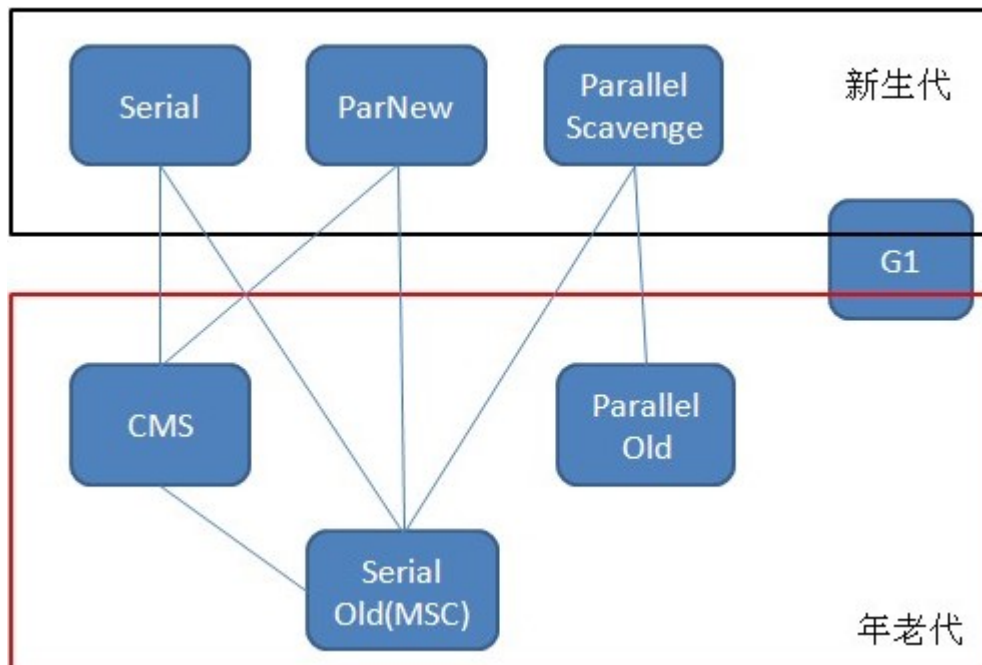 Serial
ParNew
Parallel
Scavenge
新生代
G1
CMS
Parallel
Old
Serial
Old(MSC)
年老代